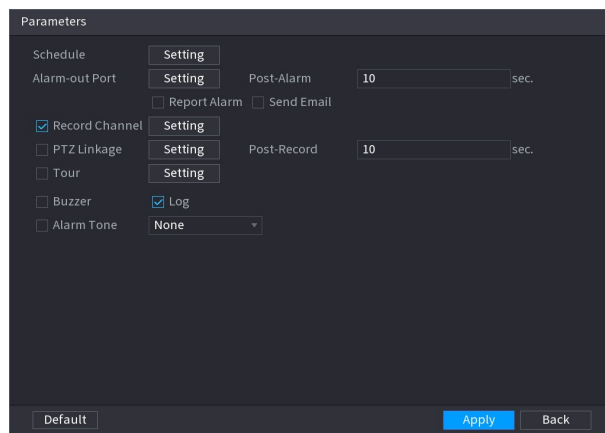 Parameters
Schedule Setting
Alarm-out Port Setting Post-Alarm 10 sec.
Report Alarm Send Email
Record Channel Setting
PTZ Linkage Setting Post-Record 10 sec.
Tour Setting
Buzzer Log
Alarm Tone None
Default Apply Back